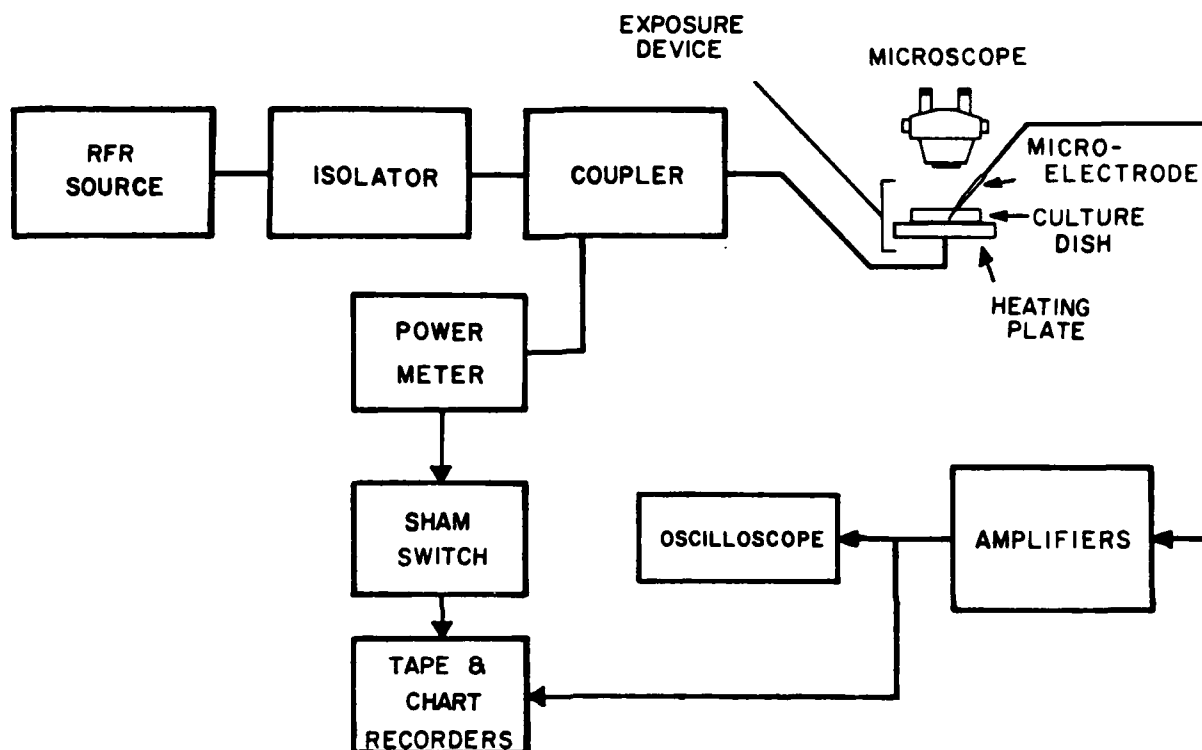 EXPOSURE
DEVICE
MICROSCOPE
RFR
SOURCE
ISOLATOR
COUPLER
MICRO-
ELECTRODE
CULTURE
DISH
HEATING
PLATE
POWER
METER
SHAM
SWITCH
OSCILLOSCOPE
AMPLIFIERS
TAPE &
CHART
RECORDERS